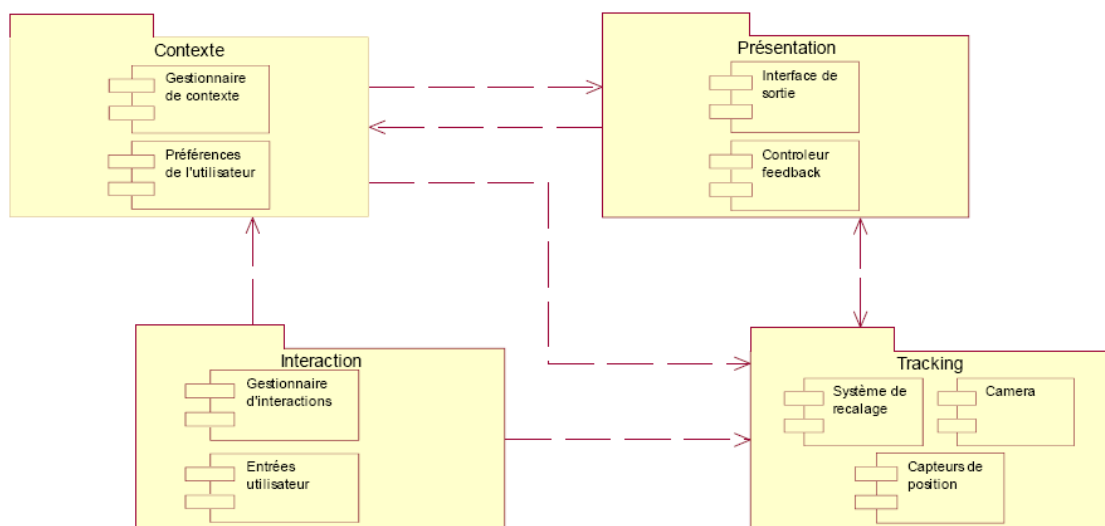 Contexte
Gestionnaire
de contexte
Préférences
de l'utilisateur
Présentation
Interface de
sortie
Controleur
feedback
Interaction
Gestionnaire
d'interactions
Entrées
utilisateur
Tracking
Système de
recalage
Camera
Capteurs de
position